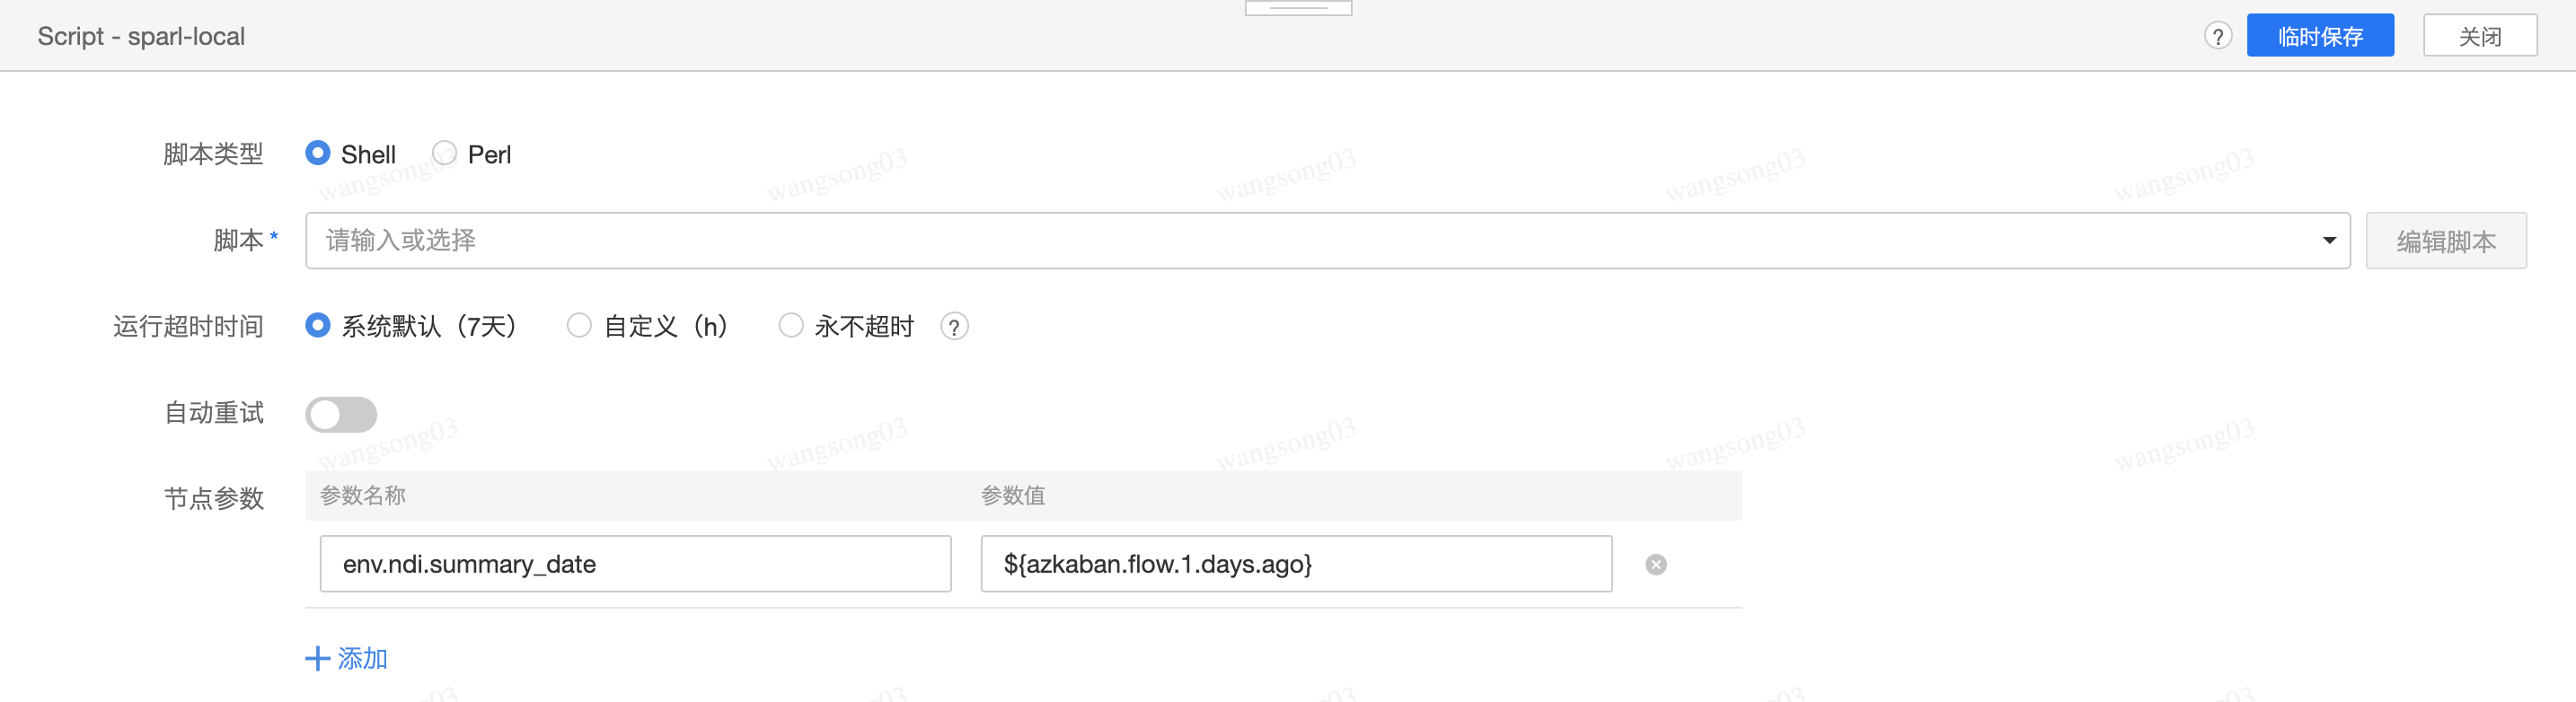 Script - sparl-local
?
临时保存
关闭
脚本类型
Shell
Perl
脚本 *
请输入或选择
编辑脚本
运行超时时间
系统默认（7天）
自定义（h）
永不超时
?
自动重试
节点参数
参数名称
参数值
env.ndi.summary_date
${azkaban.flow.1.days.ago}
添加
wangsong03
wangsong03
wangsong03
wangsong03
wangsong03
wangsong03
wangsong03
wangsong03
wangsong03
wangsong03